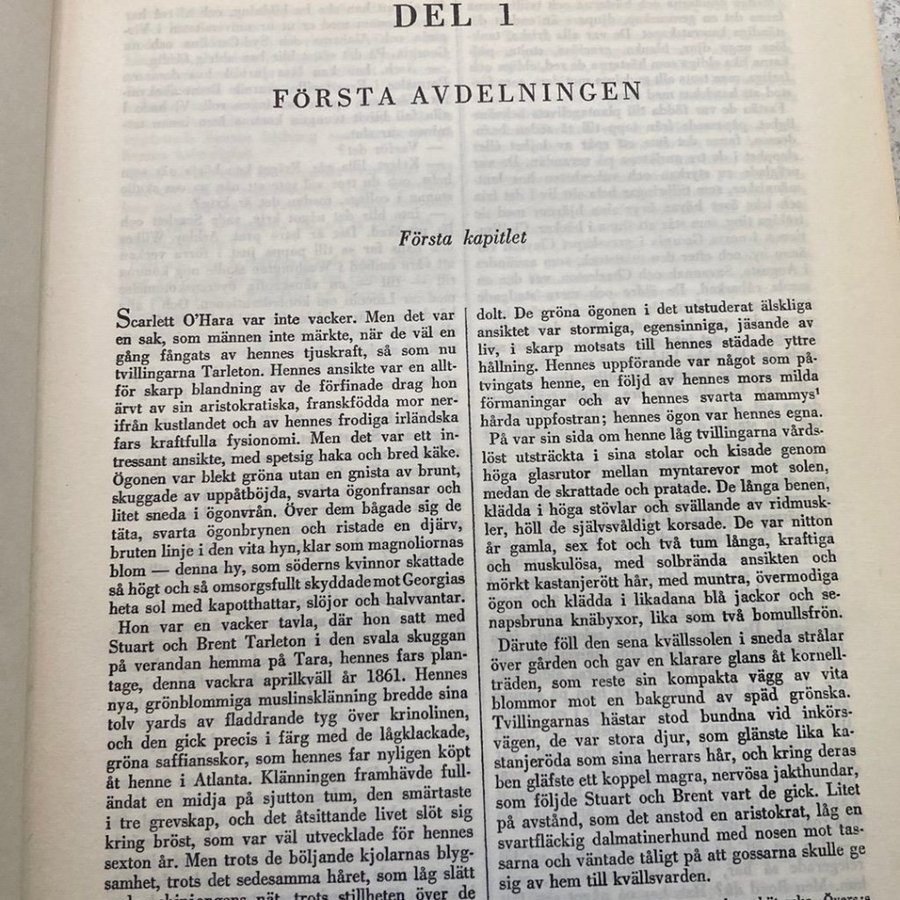 DEL 1
FÖRSTA AVDELNINGEN
Första kapitlet
Scarlett O'Hara var inte vacker. Men det var
en sak, som männen inte märkte, när de väl en
gång fångats av hennes tjuskraft, så som nu
tvillingarna Tarleton. Hennes ansikte var en allt-
för skarp blandning av de förfinade drag hon
ärvt av sin aristokratiska, franskfödda mor ner-
ifrån kustlandet och av hennes frodiga irländska
fars kraftfulla fysionomi. Men det var ett in-
tressant ansikte, med spetsig haka och bred käke.
Ögonen var blekt gröna utan en gnista av brunt,
skuggade av uppåtböjda, svarta ögonfransar och
litet sneda i ögonvrån. Över dem bågade sig de
täta, svarta ögonbrynen och ristade en djärv,
bruten linje i den vita hyn, klar som magnoliornas
blom — denna hy, som söderns kvinnor skattade
så högt och så omsorgsfullt skyddade mot Georgias
heta sol med kapotthattar, slöjor och halvvantar.
Hon var en vacker tavla, där hon satt med
Stuart och Brent Tarleton i den svala skuggan
på verandan hemma på Tara, hennes fars plan-
tage, denna vackra aprilkväll år 1861. Hennes
nya, grönblommiga muslinsklänning bredde sina
tolv yards av fladdrande tyg över krinolinen,
och den gick precis i färg med de lågklackade,
gröna saffiansskor, som hennes far nyligen köpt
åt henne i Atlanta. Klänningen framhävde full-
ändat en midja på sjutton tum, den smärtaste
i tre grevskap, och det åtsittande livet slöt sig
kring bröst, som var väl utvecklade för hennes
sexton år. Men trots de böljande kjolarnas blyg-
samhet, trots det sedesamma håret, som låg slätt
nät, trots stillheten över de
dolt. De gröna ögonen i det utstuderat älskliga
ansiktet var stormiga, egensinniga, jäsande av
liv, i skarp motsats till hennes städade yttre
hållning. Hennes uppförande var något som på-
tvingats henne, en följd av hennes mors milda
förmaningar och av hennes svarta mammys¹
hårda uppfostran; hennes ögon var hennes egna.
På var sin sida om henne låg tvillingarna vårds-
löst utsträckta i sina stolar och kisade genom
höga glasrutor mellan myntarevor mot solen,
medan de skrattade och pratade. De långa benen,
klädda i höga stövlar och svällande av ridmusk-
ler, höll de självsvåldigt korsade. De var nitton
år gamla, sex fot och två tum långa, kraftiga
och muskulösa, med solbrända ansikten och
mörkt kastanjerött hår, med muntra, övermodiga
ögon och klädda i likadana blå jackor och se-
napsbruna knäbyxor, lika som två bomullsfrön.
Därute föll den sena kvällssolen i sneda strålar
över gården och gav en klarare glans åt kornell-
träden, som reste sin kompakta vägg av vita
blommor mot en bakgrund av späd grönska.
Tvillingarnas hästar stod bundna vid inkörs-
vägen, de var stora djur, som glänste lika ka-
stanjeröda som sina herrars hår, och kring deras
ben gläfste ett koppel magra, nervösa jakthundar,
som följde Stuart och Brent vart de gick. Litet
på avstånd, som det anstod en aristokrat, låg en
svartfläckig dalmatinerhund med nosen mot tas-
sarna och väntade tåligt på att gossarna skulle ge
sig av hem till kvällsvarden.